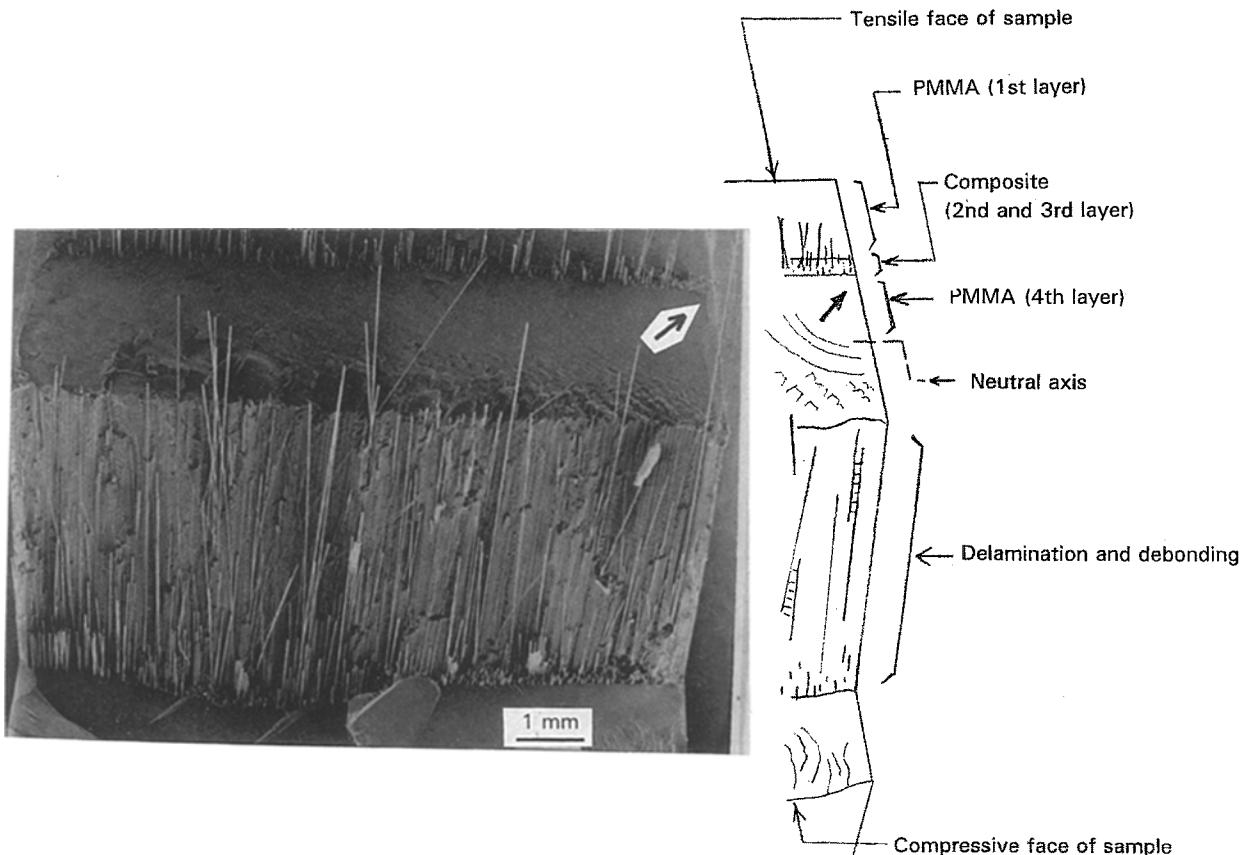 Tensile face of sample
PMMA (1st layer)
Composite
(2nd and 3rd layer)
PMMA (4th layer)
Neutral axis
Delamination and debonding
1 mm
Compressive face of sample